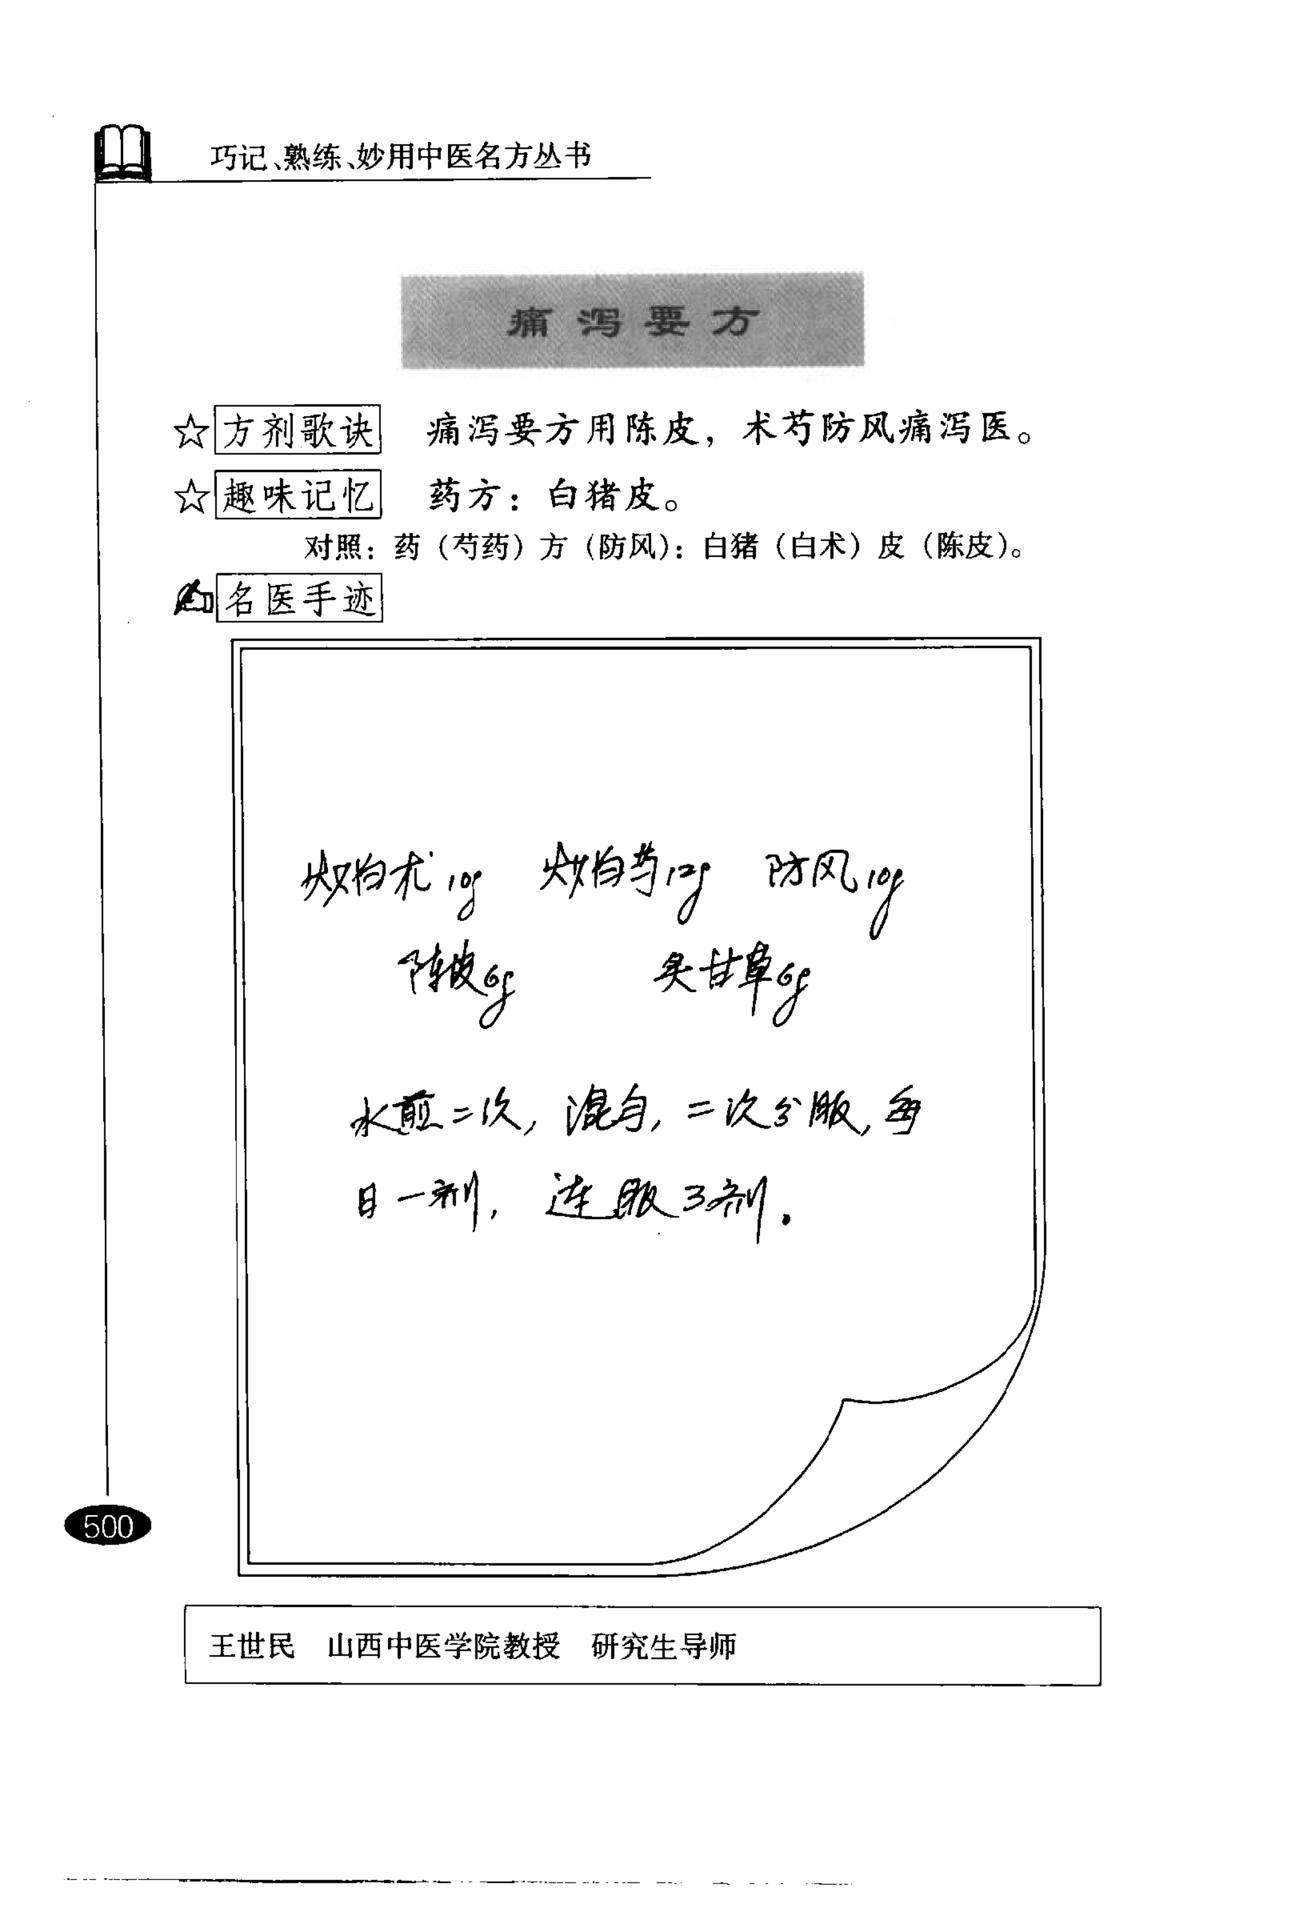 巧记、熟练、妙用中医名方丛书
痛泻要方
☆方剂歌诀 痛泻要方用陈皮，术芍防风痛泻医。
☆趣味记忆 药方：白猪皮。
对照：药（芍药）方（防风）：白猪（白术）皮（陈皮）。
名医手迹
炒白术10g 炒白芍12g 防风10g
陈皮6g 炙甘草6g
水煎二次，混匀，二次分服，每
日一剂，连服3剂。
500
王世民 山西中医学院教授 研究生导师